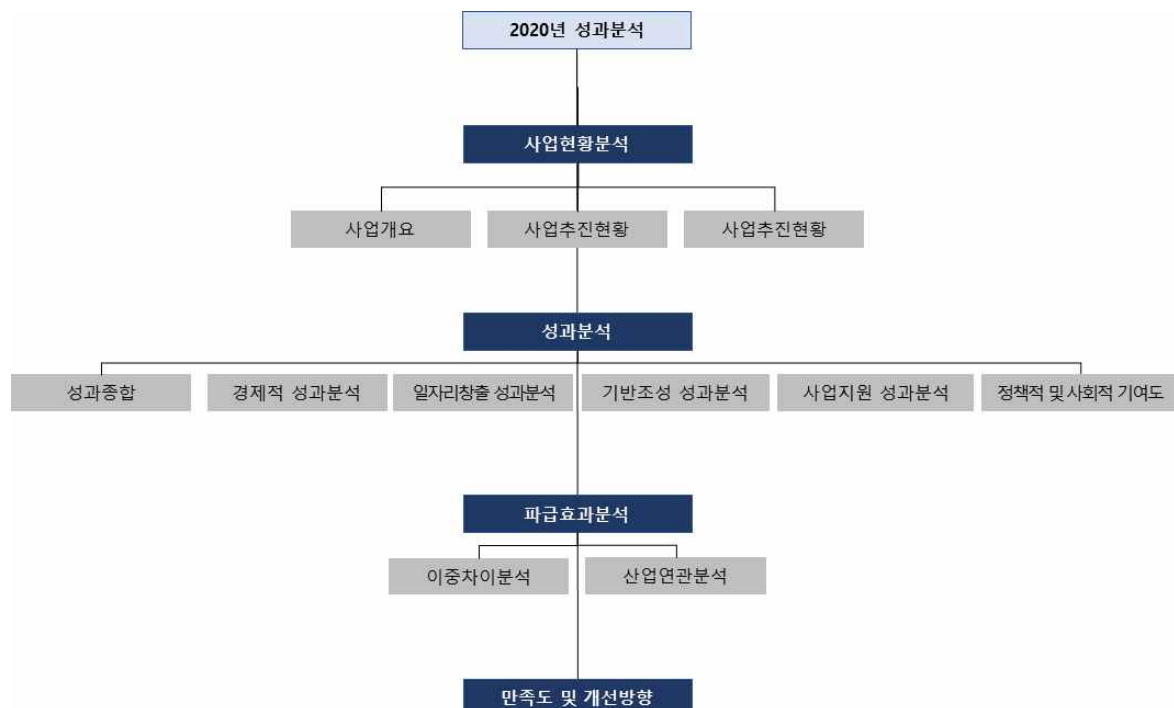 2020년 성과분석
사업현황분석
사업개요
사업추진현황
사업추진현황
성과분석
성과종합
경제적 성과분석
일자리창출 성과분석
기반조성 성과분석
사업지원 성과분석
정책적 및 사회적 기여도
파급효과분석
이중차이분석
산업연관분석
만족도 및 개선방향